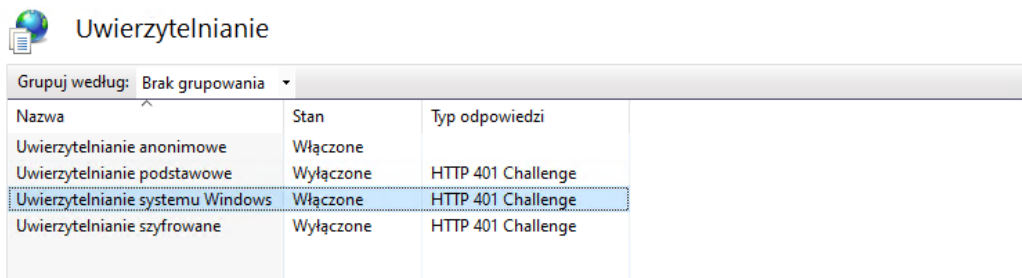 Uwierzytelnianie
Grupuj według: Brak grupowania
Nazwa Stan Typ odpowiedzi
Uwierzytelnianie anonimowe Włączone
Uwierzytelnianie podstawowe Wyłączone HTTP 401 Challenge
Uwierzytelnianie systemu Windows Włączone HTTP 401 Challenge
Uwierzytelnianie szyfrowane Wyłączone HTTP 401 Challenge